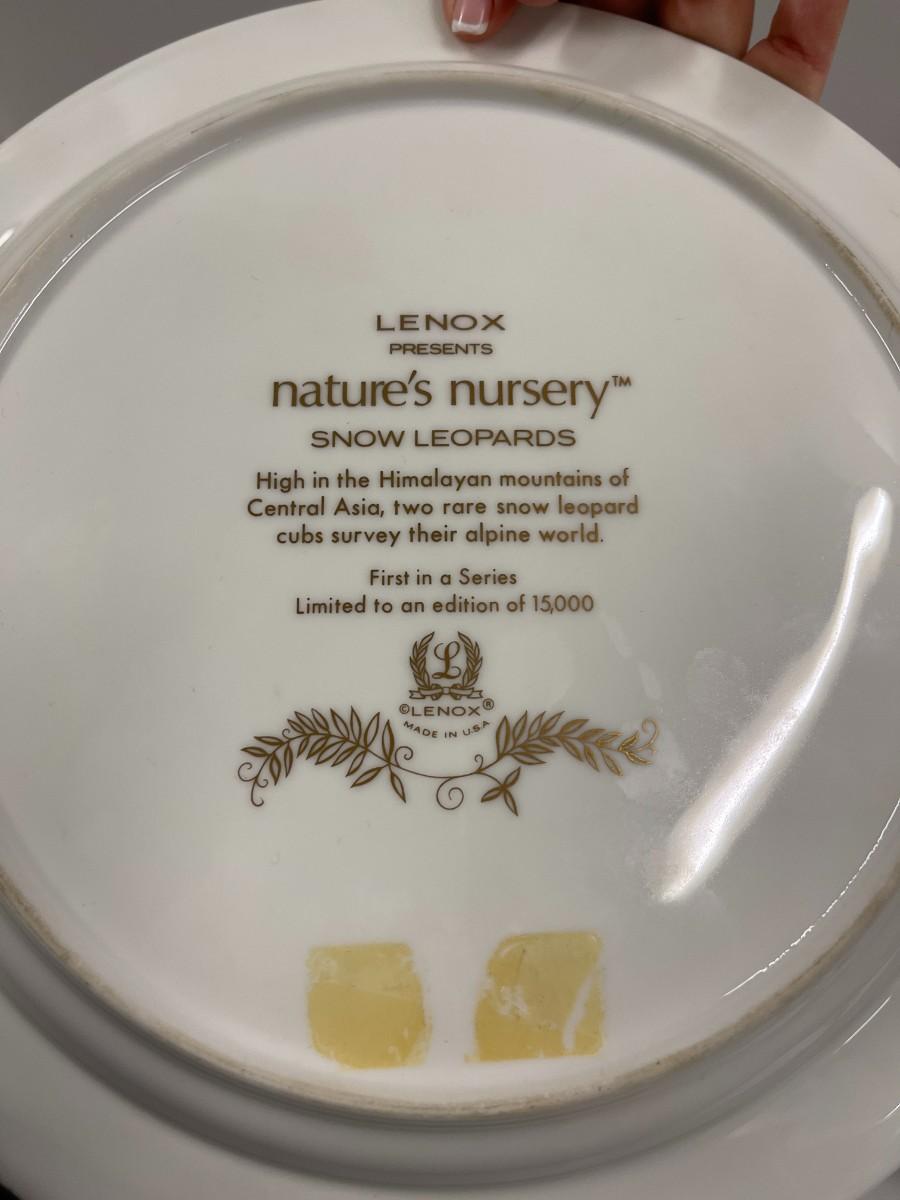 LENOX
PRESENTS
nature's nursery™
SNOW LEOPARDS
High in the Himalayan mountains of
Central Asia, two rare snow leopard
cubs survey their alpine world.
First in a Series
Limited to an edition of 15,000
L
©LENOX®
MADE IN U.S.A